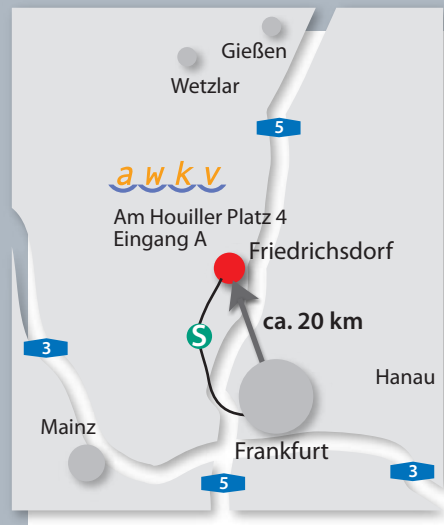 Gießen
Wetzlar
5
awkv
Am Houiller Platz 4
Eingang A
Friedrichsdorf
ca. 20 km
S
3
Hanau
Mainz
Frankfurt
3
5